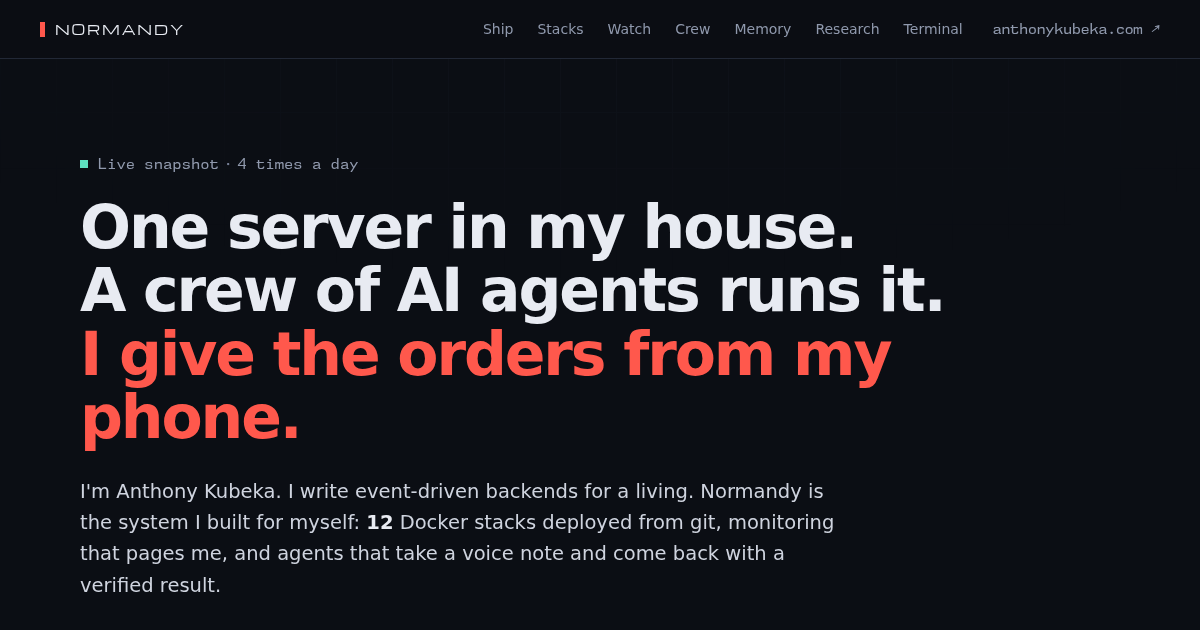 NORMANDY
Ship Stacks Watch Crew Memory Research Terminal anthonykubeka.com ↗
Live snapshot · 4 times a day
One server in my house.
A crew of AI agents runs it.
I give the orders from my
phone.
I'm Anthony Kubeka. I write event-driven backends for a living. Normandy is
the system I built for myself: 12 Docker stacks deployed from git, monitoring
that pages me, and agents that take a voice note and come back with a
verified result.